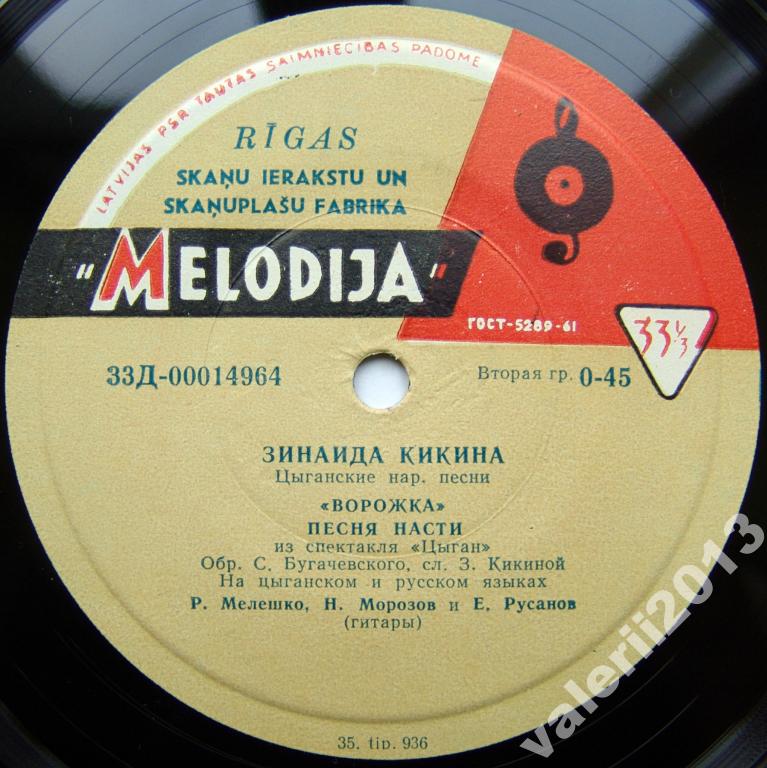 LATVIJAS PSR TAUTAS SAIMNIECĪBAS PADOME
RĪGAS
SKAŅU IERAKSTU UN
SKAŅUPLAŠU FABRIKA
"MELODIJA"
ГОСТ-5289-61
33⅓
33Д-00014964
Вторая гр. 0-45
ЗИНАИДА КИКИНА
Цыганские нар. песни
«ВОРОЖКА»
ПЕСНЯ НАСТИ
из спектакля «Цыган»
Обр. С. Бугачевского, сл. З. Кикиной
На цыганском и русском языках
Р. Мелешко, Н. Морозов и Е. Русанов
(гитары)
35. tip. 936
valerii2013